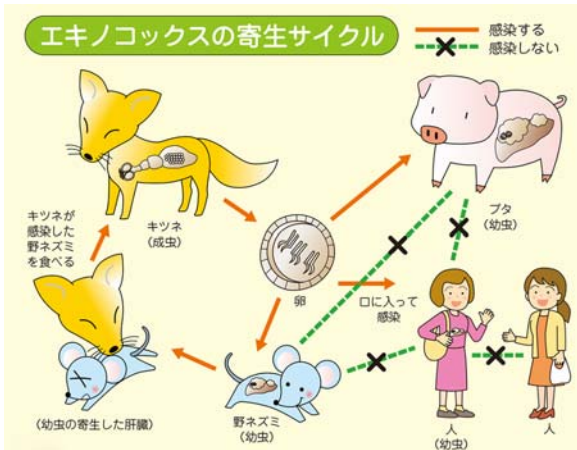 エキノコックスの寄生サイクル
感染する
感染しない
キツネ
(成虫)
ブタ
(幼虫)
キツネが
感染した
野ネズミ
を食べる
卵
口に入って
感染
(幼虫の寄生した肝臓)
野ネズミ
(幼虫)
人
(幼虫)
人